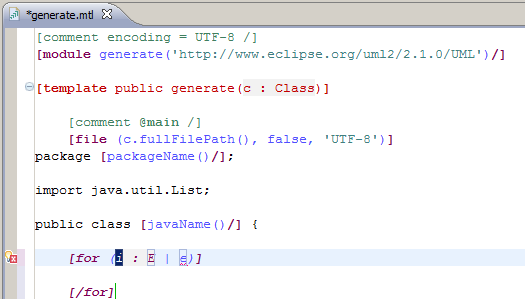 *generate.mtl
[comment encoding = UTF-8 /]
[module generate('http://www.eclipse.org/uml2/2.1.0/UML')/]
[template public generate(c : Class)]
[comment @main /]
[file (c.fullFilePath(), false, 'UTF-8')]
package [packageName()/];
import java.util.List;
public class [javaName()/] {
[for (i : E | e)]
[/for]